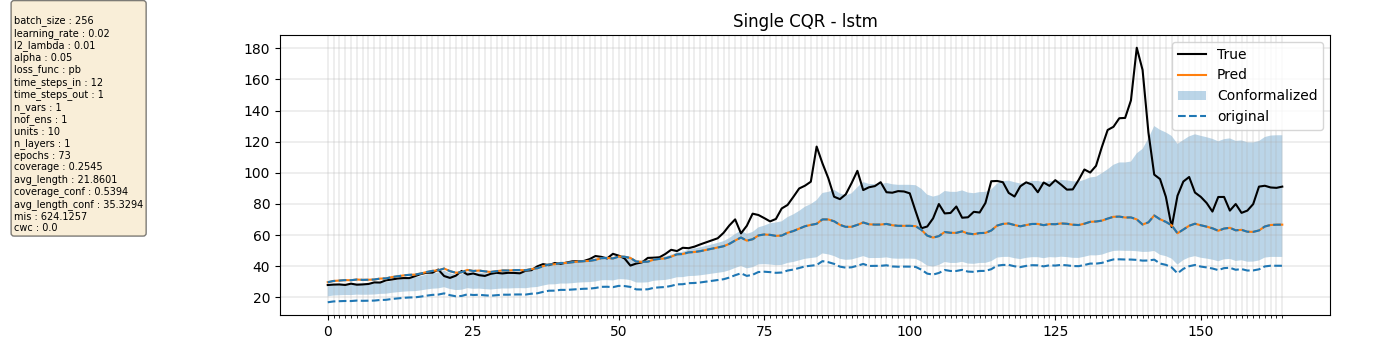 batch_size : 256
learning_rate : 0.02
l2_lambda : 0.01
alpha : 0.05
loss_func : pb
time_steps_in : 12
time_steps_out : 1
n_vars : 1
nof_ens : 1
units : 10
n_layers : 1
epochs : 73
coverage : 0.2545
avg_length : 21.8601
coverage_conf : 0.5394
avg_length_conf : 35.3294
mis : 624.1257
cwc : 0.0
Single CQR - lstm
180
160
140
120
100
80
60
40
20
0 25 50 75 100 125 150
True
Pred
Conformalized
original